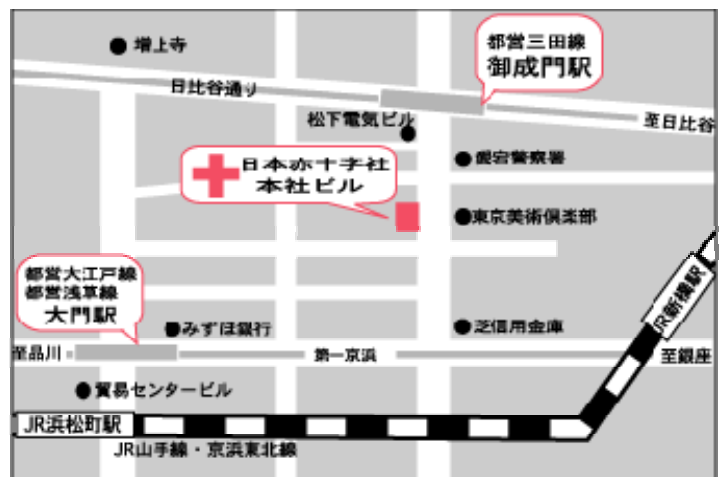 増上寺
都営三田線
御成門駅
日比谷通り
至日比谷
松下電気ビル
愛宕警察署
日本赤十字社
本社ビル
東京美術倶楽部
都営大江戸線
都営浅草線
大門駅
JR新橋駅
みずほ銀行
芝信用金庫
至品川
第一京浜
至銀座
貿易センタービル
JR浜松町駅
JR山手線・京浜東北線